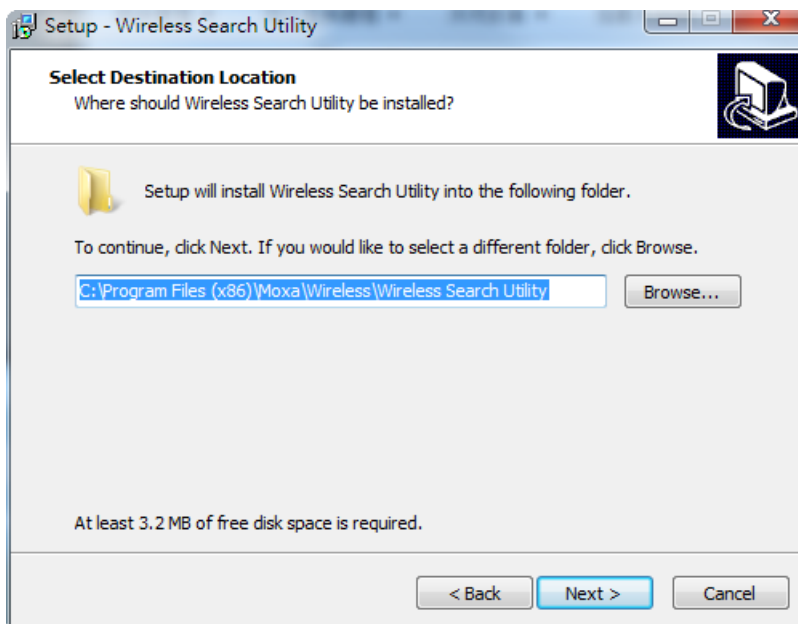 Setup - Wireless Search Utility
Select Destination Location
Where should Wireless Search Utility be installed?
Setup will install Wireless Search Utility into the following folder.
To continue, click Next. If you would like to select a different folder, click Browse.
C:\Program Files (x86)\Moxa\Wireless\Wireless Search Utility
Browse...
At least 3.2 MB of free disk space is required.
< Back
Next >
Cancel